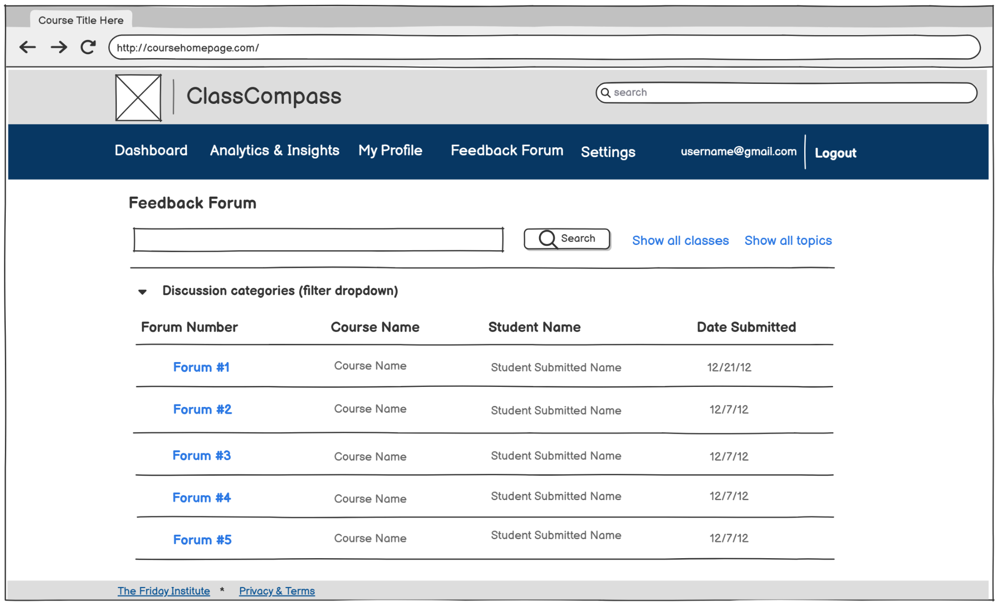 Course Title Here
http://coursehomepage.com/
ClassCompass
search
Dashboard Analytics & Insights My Profile Feedback Forum Settings username@gmail.com Logout
Feedback Forum
Search Show all classes Show all topics
Discussion categories (filter dropdown)
Forum Number Course Name Student Name Date Submitted
Forum #1 Course Name Student Submitted Name 12/21/12
Forum #2 Course Name Student Submitted Name 12/7/12
Forum #3 Course Name Student Submitted Name 12/7/12
Forum #4 Course Name Student Submitted Name 12/7/12
Forum #5 Course Name Student Submitted Name 12/7/12
The Friday Institute * Privacy & Terms